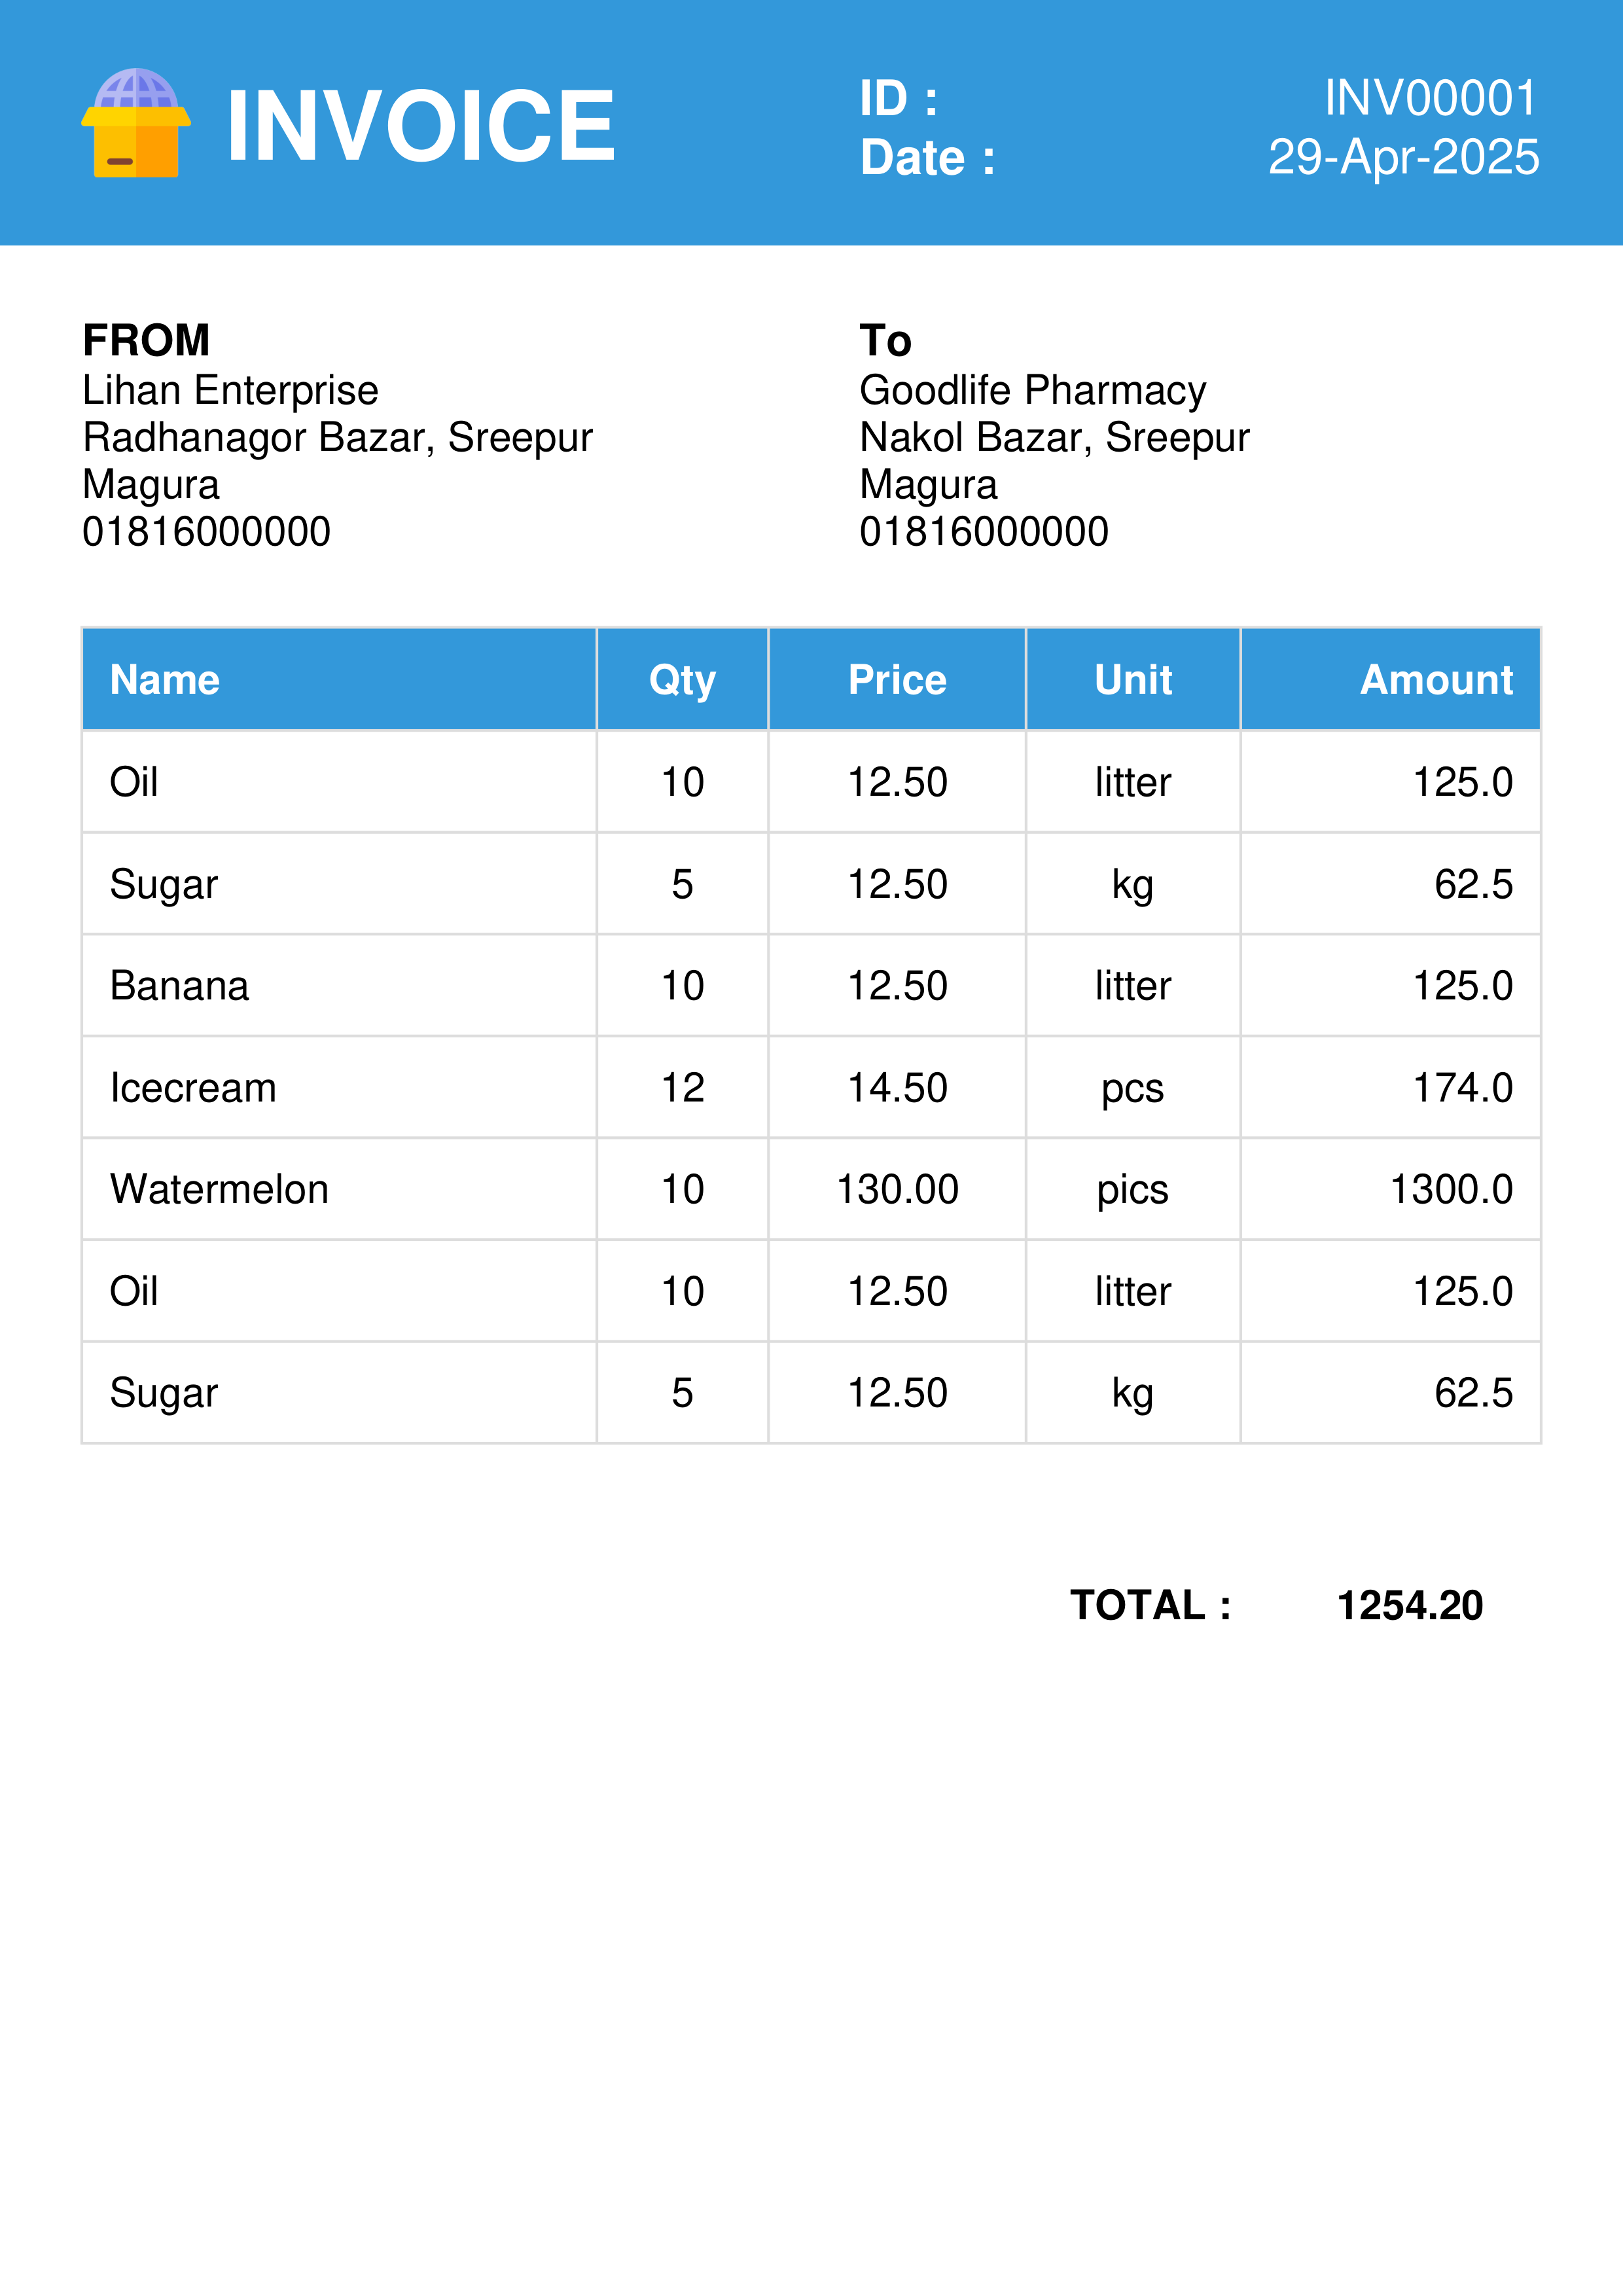 INVOICE
ID : INV00001
Date : 29-Apr-2025
FROM
Lihan Enterprise
Radhanagor Bazar, Sreepur
Magura
01816000000
To
Goodlife Pharmacy
Nakol Bazar, Sreepur
Magura
01816000000
Name Qty Price Unit Amount
Oil 10 12.50 litter 125.0
Sugar 5 12.50 kg 62.5
Banana 10 12.50 litter 125.0
Icecream 12 14.50 pcs 174.0
Watermelon 10 130.00 pics 1300.0
Oil 10 12.50 litter 125.0
Sugar 5 12.50 kg 62.5
TOTAL : 1254.20